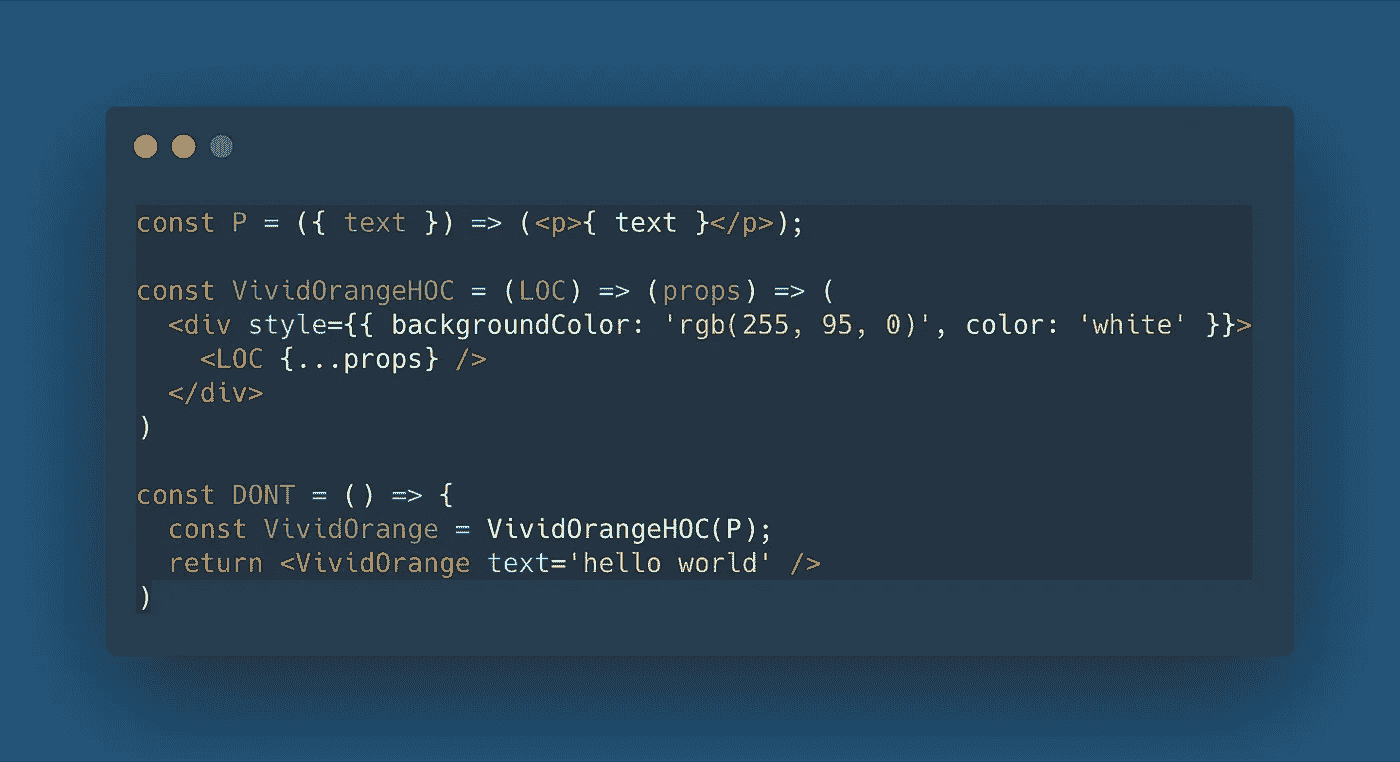 const P = ({ text }) => (<p>{ text }</p>);
const VividOrangeHOC = (LOC) => (props) => (
  <div style={{ backgroundColor: 'rgb(255, 95, 0)', color: 'white' }}>
    <LOC {...props} />
  </div>
)
const DONT = () => {
  const VividOrange = VividOrangeHOC(P);
  return <VividOrange text='hello world' />
)